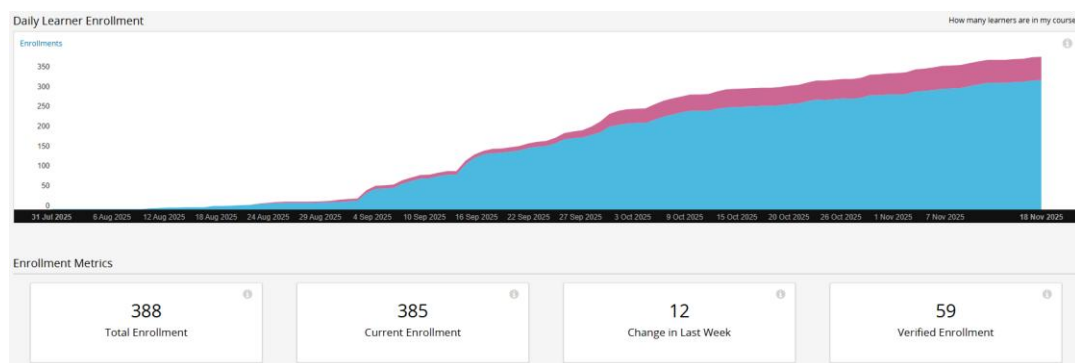 Daily Learner Enrollment
How many learners are in my course
Enrollments
350
300
250
200
150
100
50
0
31 Jul 2025 6 Aug 2025 12 Aug 2025 18 Aug 2025 24 Aug 2025 29 Aug 2025 4 Sep 2025 10 Sep 2025 16 Sep 2025 22 Sep 2025 27 Sep 2025 3 Oct 2025 9 Oct 2025 15 Oct 2025 20 Oct 2025 26 Oct 2025 1 Nov 2025 7 Nov 2025 18 Nov 2025
Enrollment Metrics
388 385 12 59
Total Enrollment Current Enrollment Change in Last Week Verified Enrollment